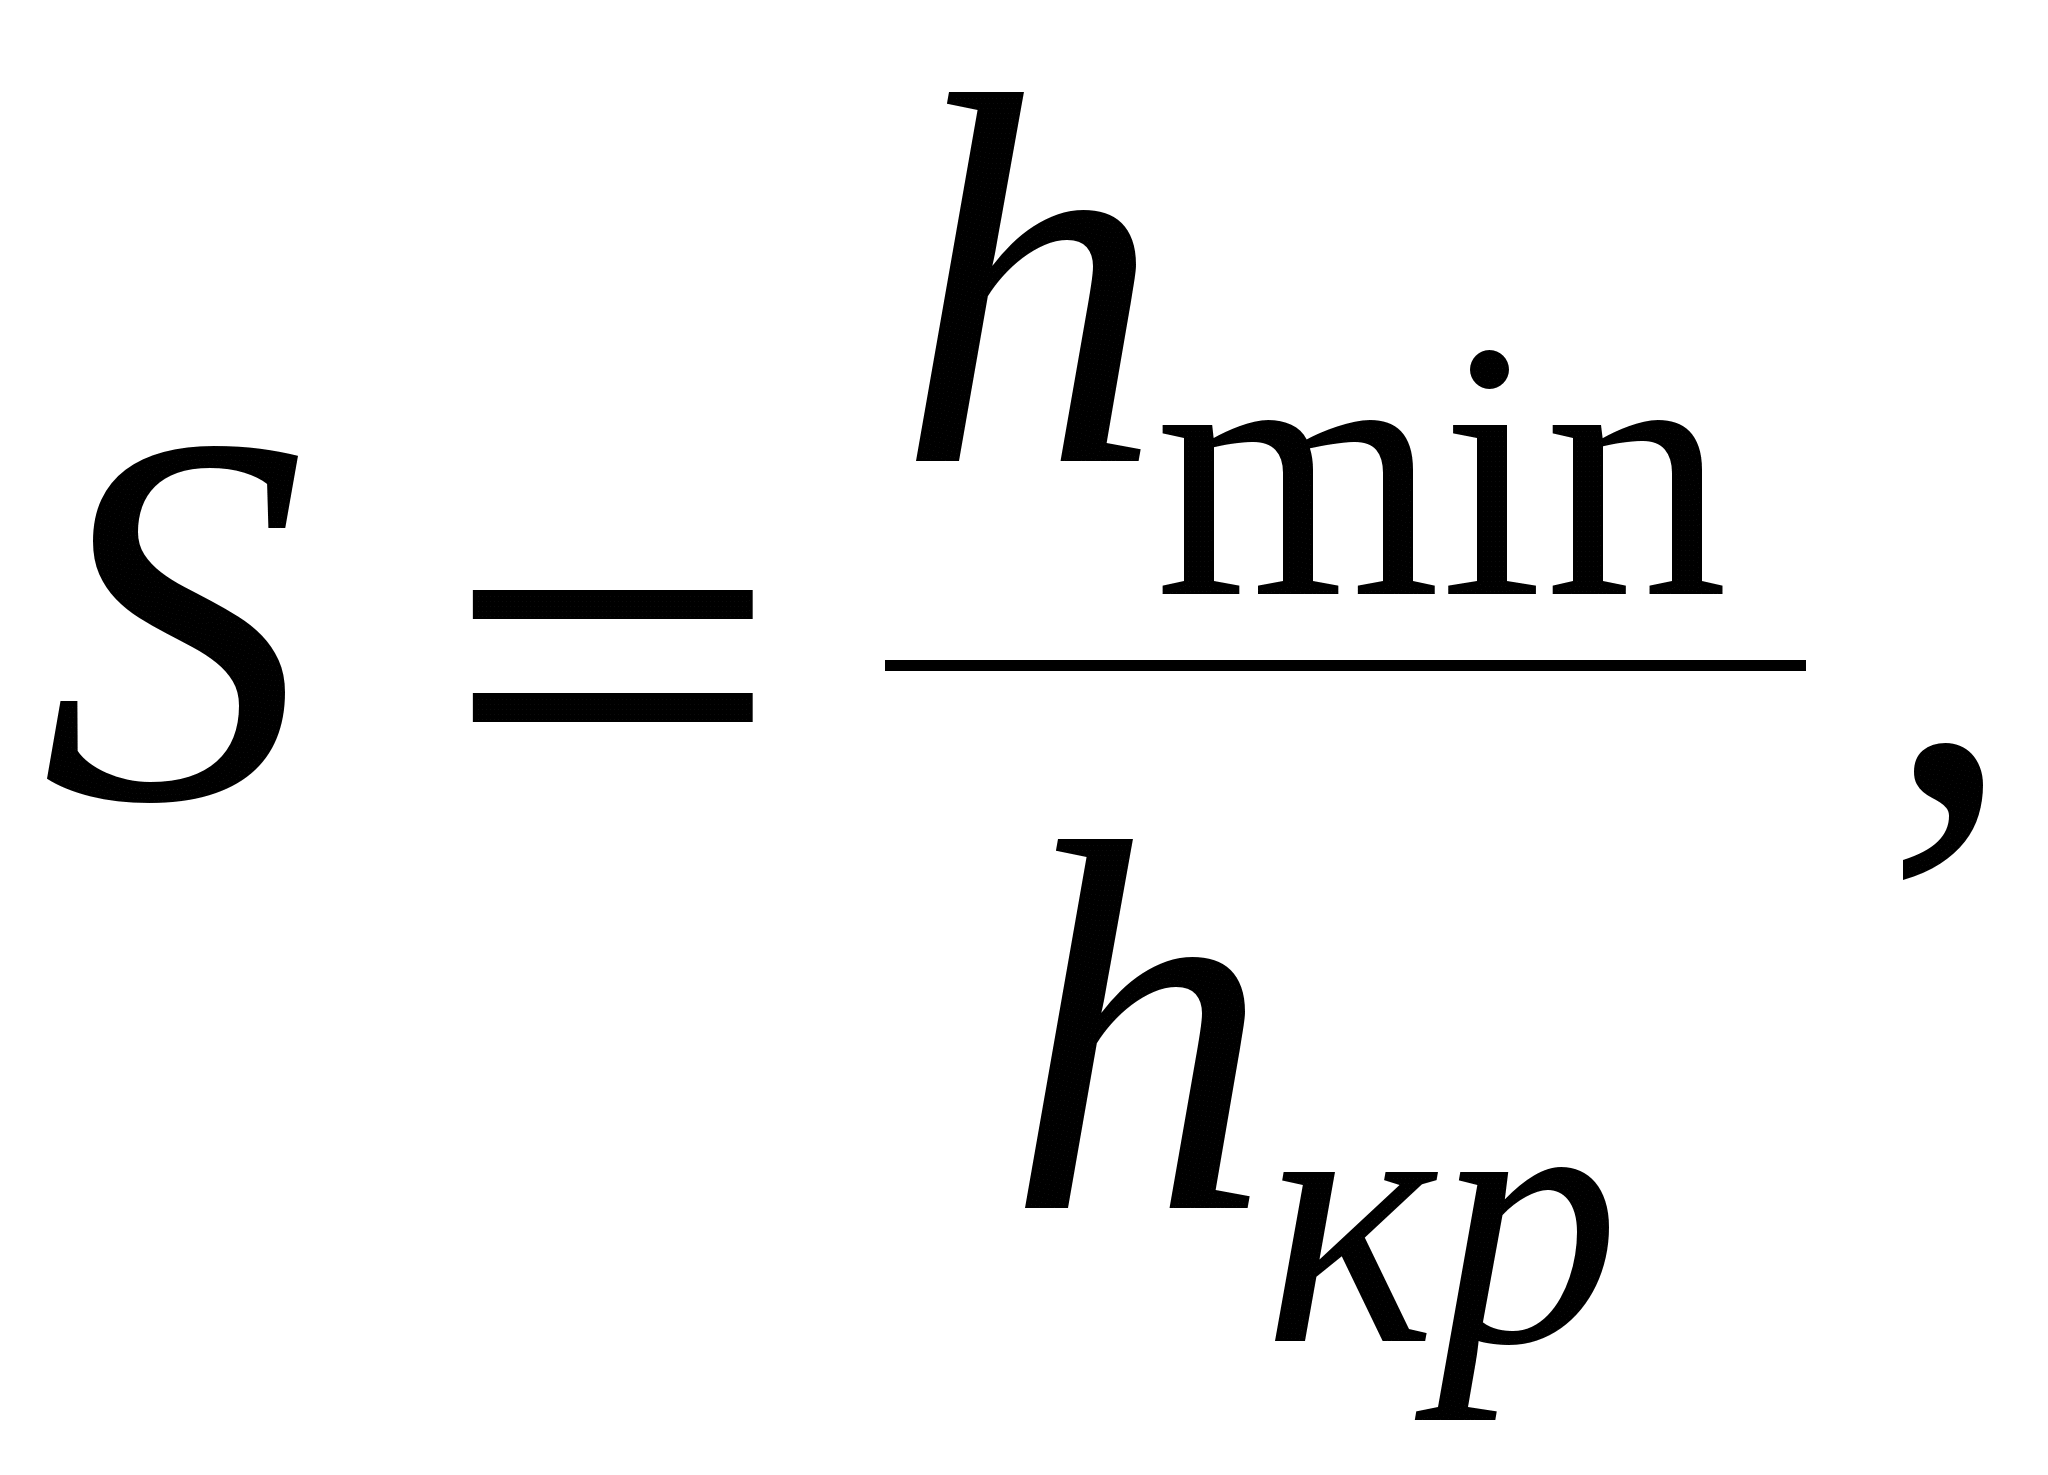 S = h_min / h_кр ,